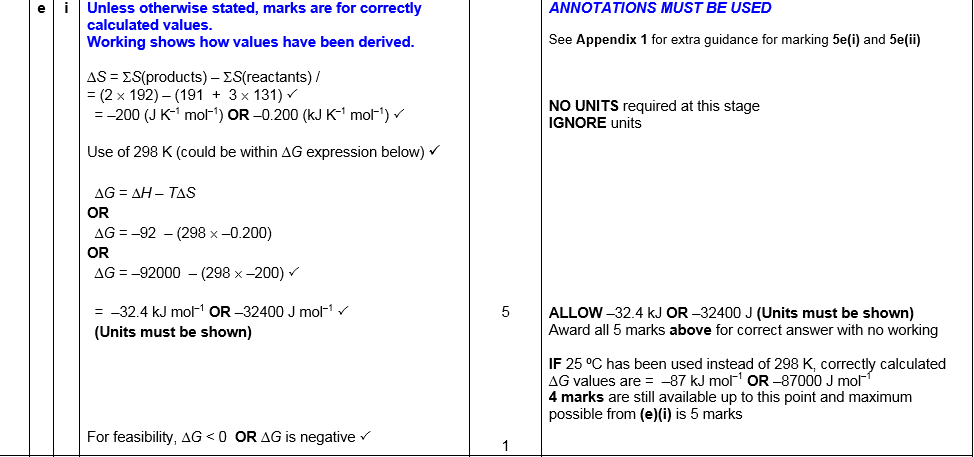 e i Unless otherwise stated, marks are for correctly calculated values.
Working shows how values have been derived.
ΔS = ΣS(products) – ΣS(reactants) /
= (2 × 192) – (191 + 3 × 131) ✓
= –200 (J K⁻¹ mol⁻¹) OR –0.200 (kJ K⁻¹ mol⁻¹) ✓
Use of 298 K (could be within ΔG expression below) ✓
ΔG = ΔH – TΔS
OR
ΔG = –92 – (298 × –0.200)
OR
ΔG = –92000 – (298 × –200) ✓
= –32.4 kJ mol⁻¹ OR –32400 J mol⁻¹ ✓
(Units must be shown)
For feasibility, ΔG < 0 OR ΔG is negative ✓
5
1
ANNOTATIONS MUST BE USED
See Appendix 1 for extra guidance for marking 5e(i) and 5e(ii)
NO UNITS required at this stage
IGNORE units
ALLOW –32.4 kJ OR –32400 J (Units must be shown)
Award all 5 marks above for correct answer with no working
IF 25 ºC has been used instead of 298 K, correctly calculated
ΔG values are = –87 kJ mol⁻¹ OR –87000 J mol⁻¹
4 marks are still available up to this point and maximum
possible from (e)(i) is 5 marks